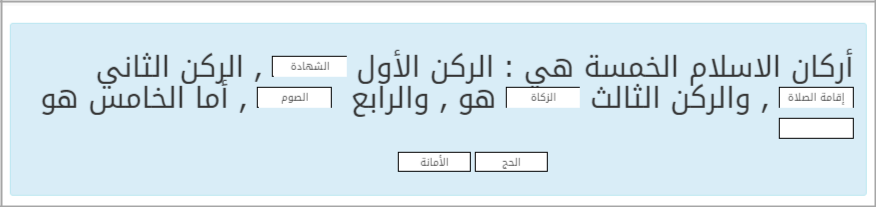 أركان الاسلام الخمسة هي : الركن الأول الشهادة , الركن الثاني
إقامة الصلاة , والركن الثالث الزكاة هو , والرابع الصوم , أما الخامس هو
الحج الأمانة